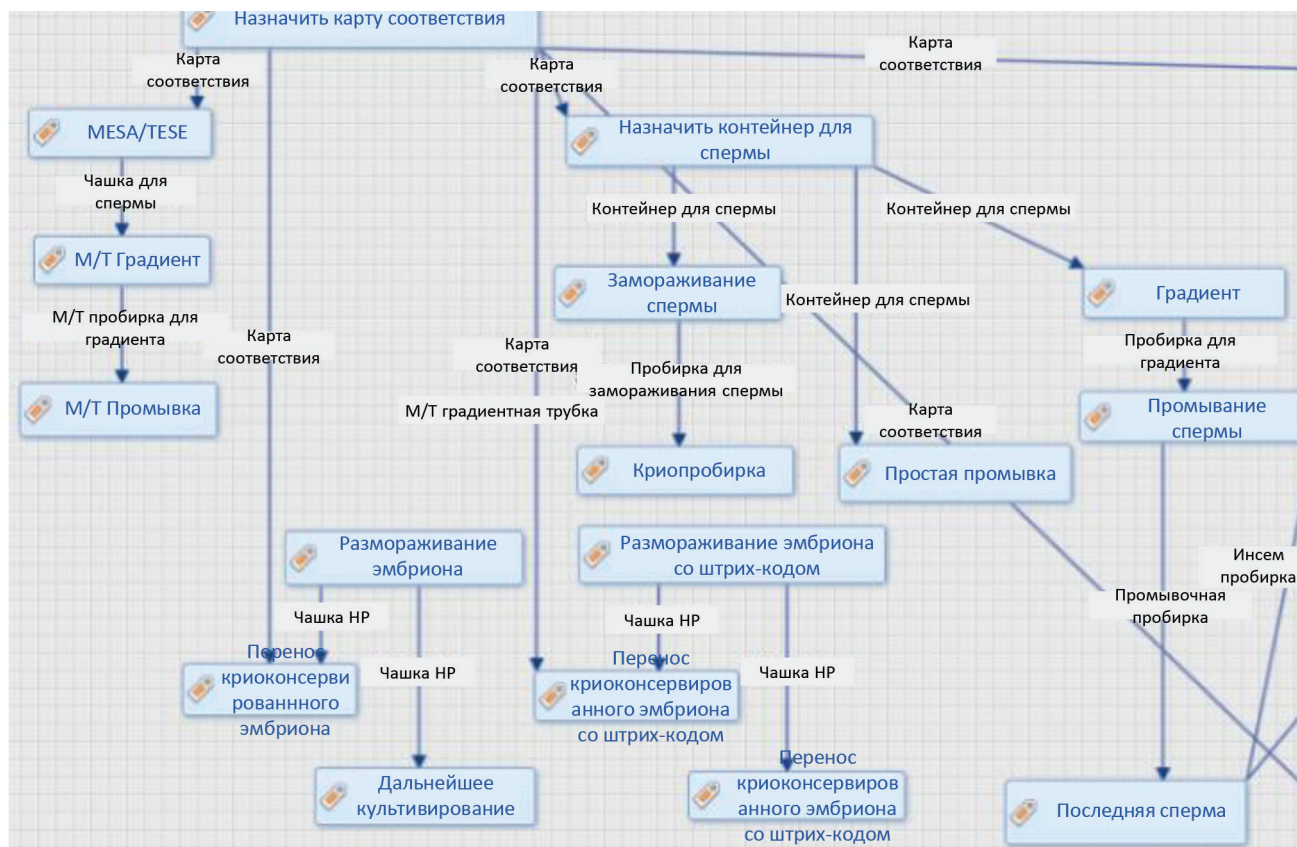 Назначить карту соответствия
Карта
соответствия
Карта
соответствия
Карта
соответствия
MESA/TESE
Назначить контейнер для
спермы
Чашка для
спермы
Контейнер для спермы
Контейнер для спермы
М/Т Градиент
Замораживание
спермы
Градиент
Контейнер для спермы
М/Т пробирка для
градиента
Карта
соответствия
Карта
соответствия
Пробирка для
замораживания спермы
Пробирка для
градиента
М/Т Промывка
М/Т градиентная трубка
Карта
соответствия
Промывание
спермы
Криопробирка
Простая промывка
Размораживание
эмбриона
Размораживание эмбриона
со штрих-кодом
Инсем
пробирка
Чашка НР
Чашка НР
Промывочная
пробирка
Перенос
криоконсерви
рованнного
эмбриона
Чашка НР
Перенос
криоконсервиров
анного эмбриона
со штрих-кодом
Чашка НР
Дальнейшее
культивирование
Перенос
криоконсервиров
анного эмбриона
со штрих-кодом
Последняя сперма